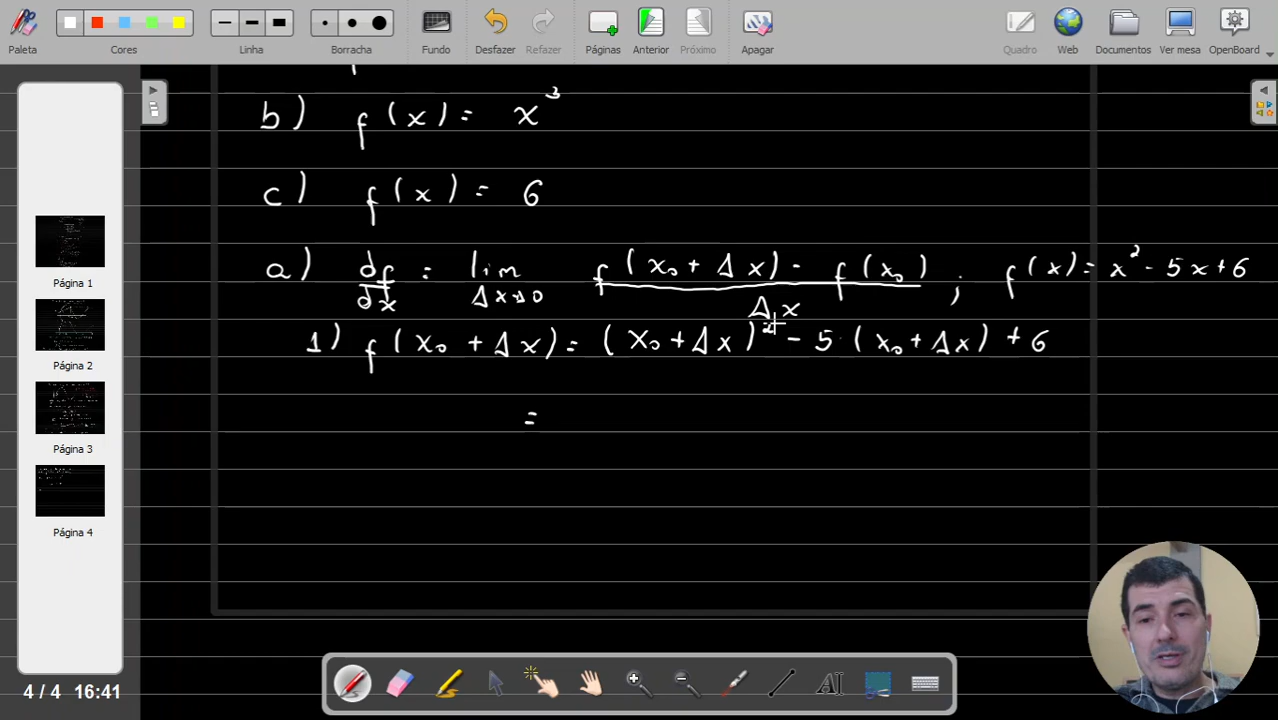 Paleta
Cores
Linha
Borracha
Fundo
Desfazer
Refazer
Páginas
Anterior
Próximo
Apagar
Quadro
Web
Documentos
Ver mesa
OpenBoard
b) f(x) = x³
c) f(x) = 6
a) df/dx = lim Δx→0 f(x₀ + Δx) - f(x₀) / Δx ; f(x) = x² - 5x + 6
1) f(x₀ + Δx) = (x₀ + Δx)² - 5·(x₀ + Δx) + 6
=
Página 1
Página 2
Página 3
Página 4
4 / 4 16:41